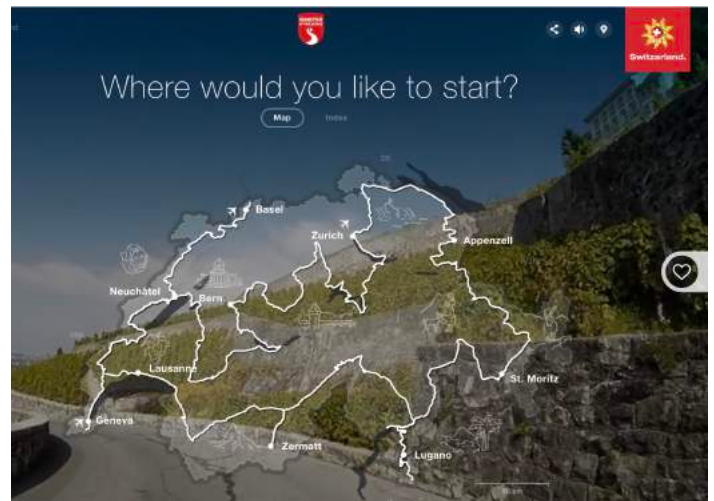 Switzerland.
Where would you like to start?
Map
Index
Basel
Zurich
Appenzell
Neuchâtel
Bern
Lausanne
St. Moritz
Geneva
Zermatt
Lugano